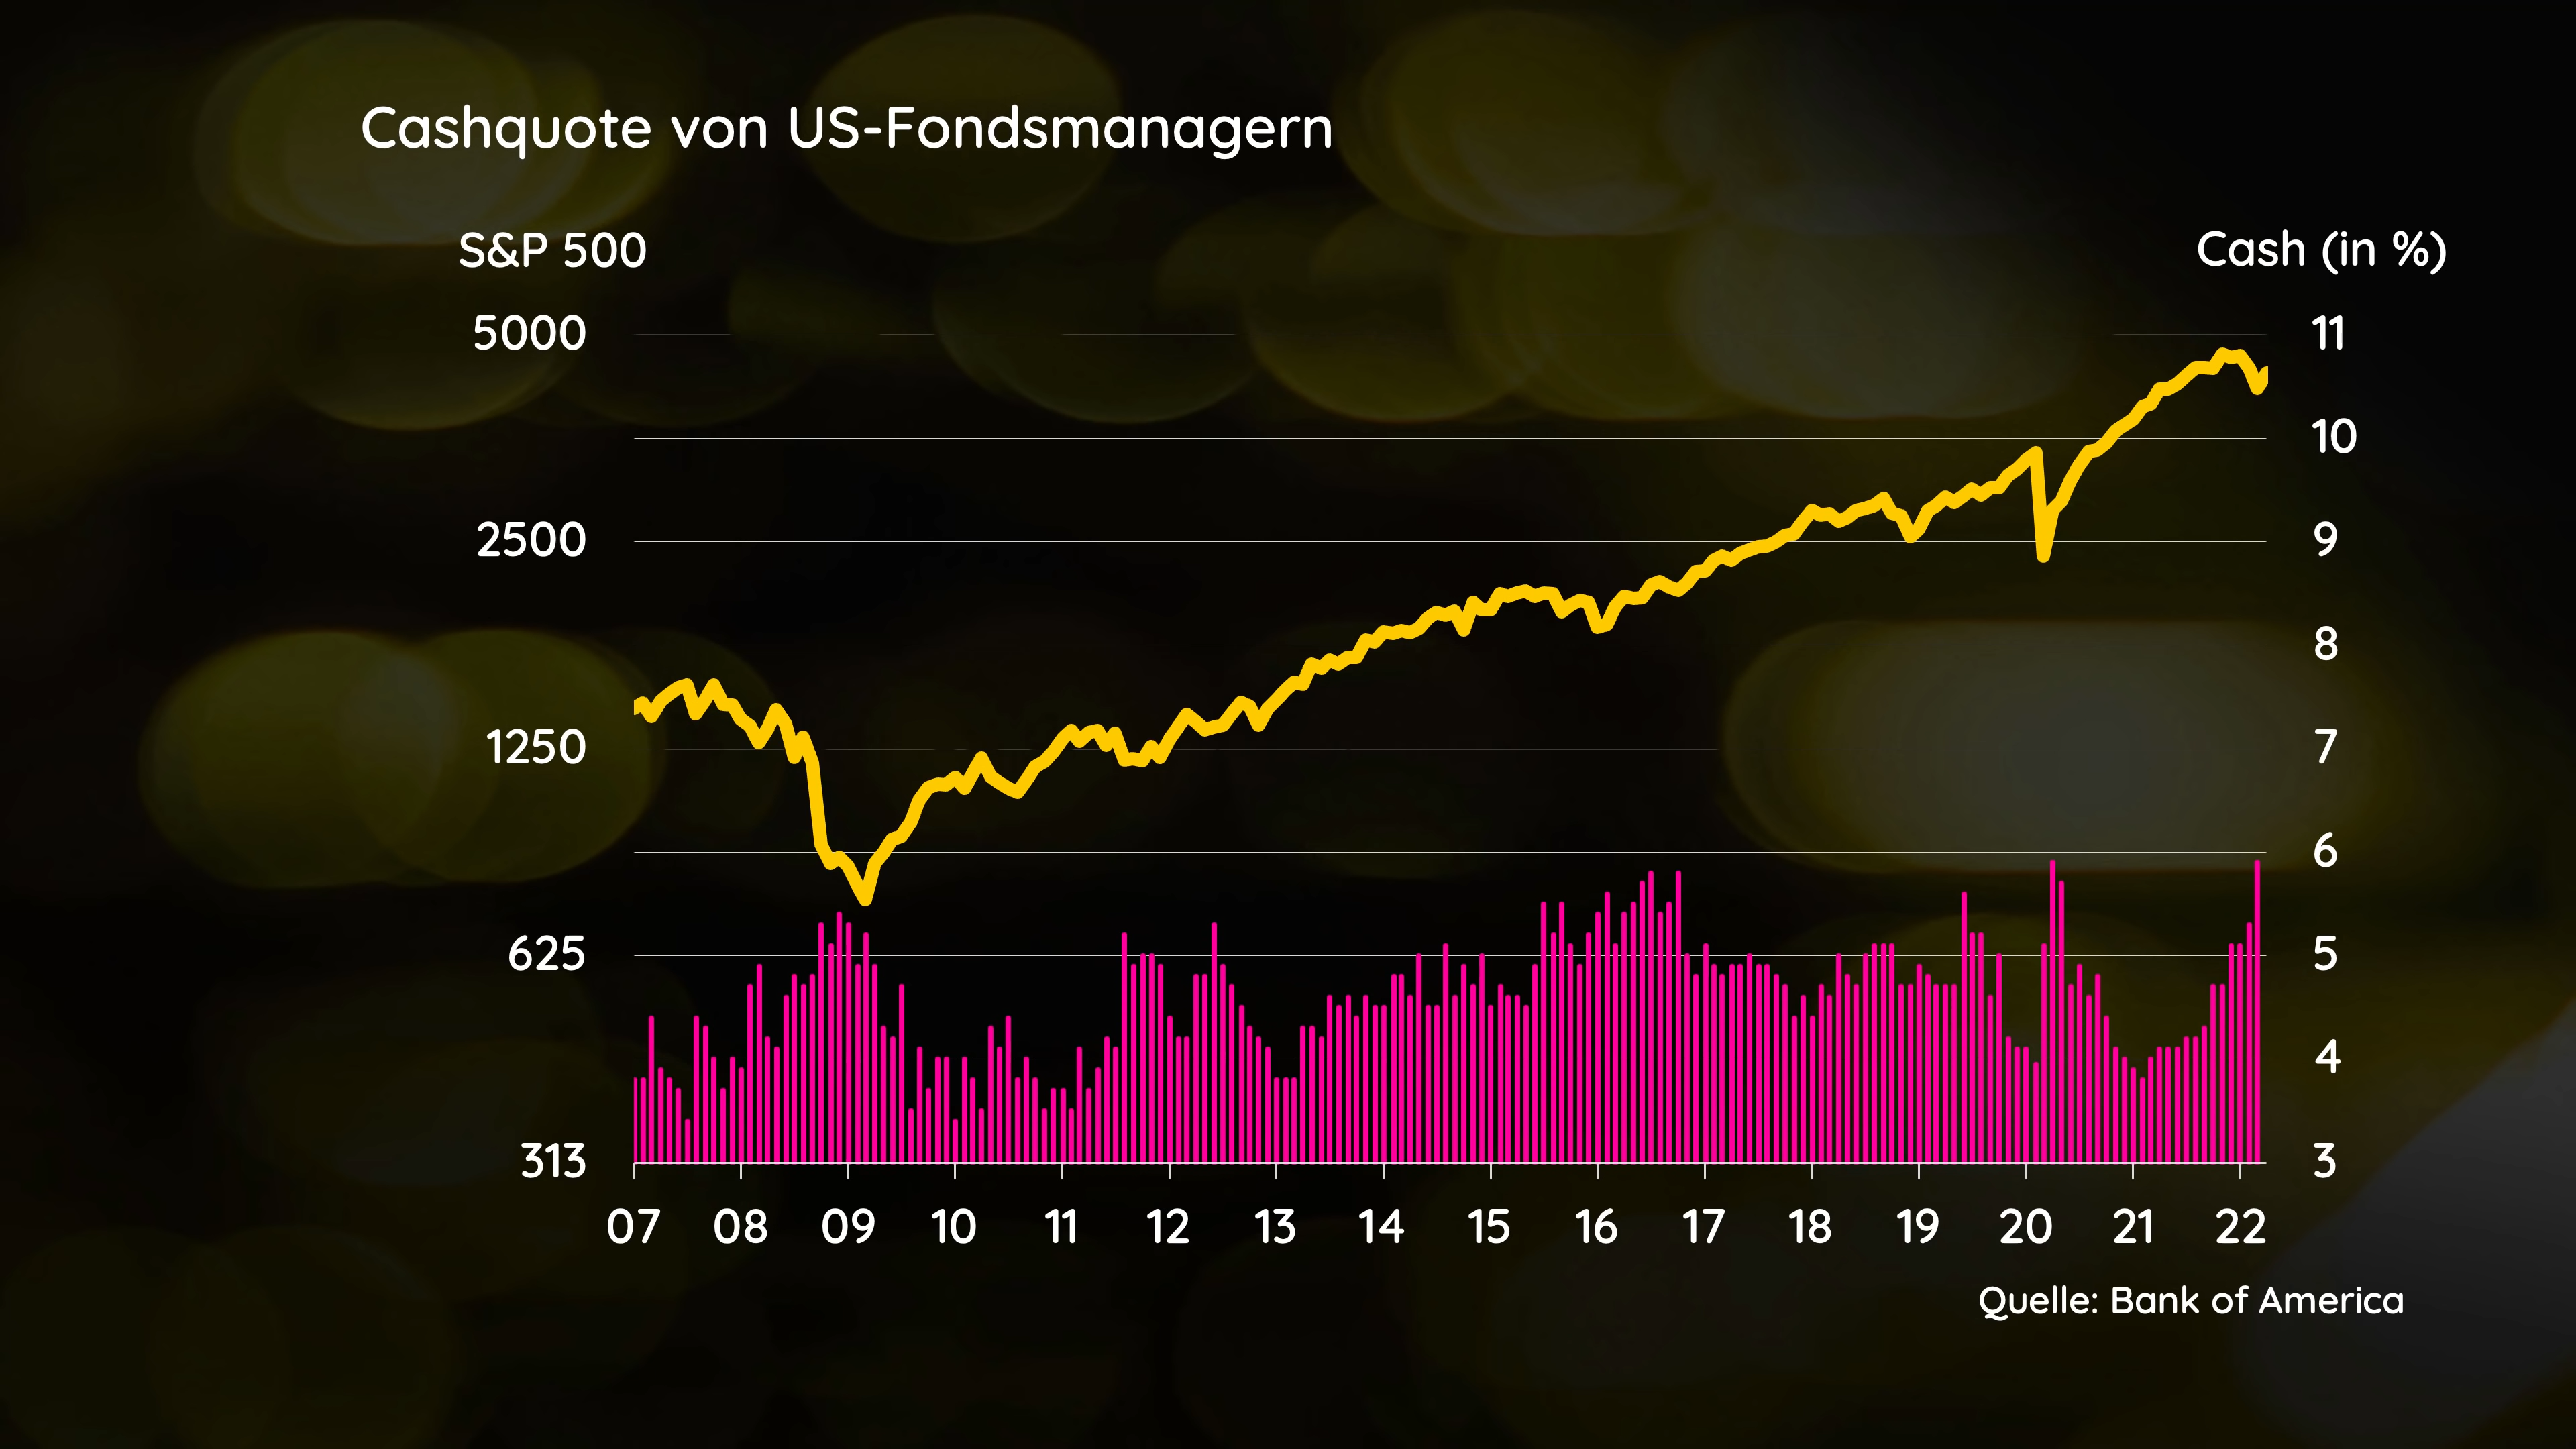 Cashquote von US-Fondsmanagern
S&P 500
Cash (in %)
5000
11
10
2500
9
8
1250
7
6
625
5
4
313
3
07 08 09 10 11 12 13 14 15 16 17 18 19 20 21 22
Quelle: Bank of America